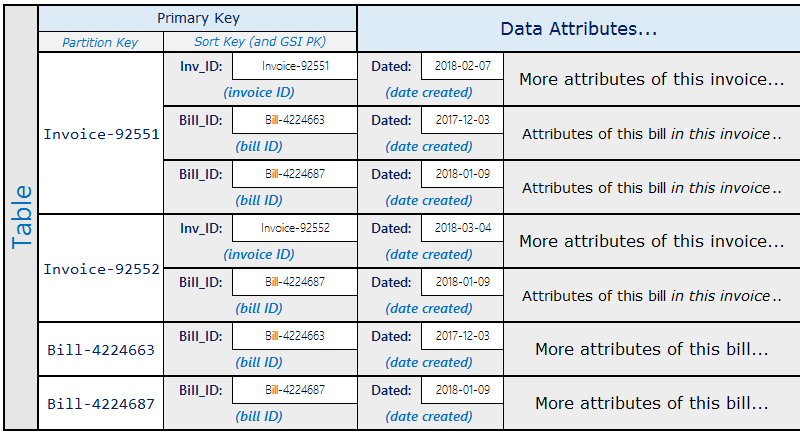 Table
Primary Key
Data Attributes...
Partition Key
Sort Key (and GSI PK)
Invoice-92551
Inv_ID: Invoice-92551
(invoice ID)
Dated: 2018-02-07
(date created)
More attributes of this invoice...
Bill_ID: Bill-4224663
(bill ID)
Dated: 2017-12-03
(date created)
Attributes of this bill in this invoice..
Bill_ID: Bill-4224687
(bill ID)
Dated: 2018-01-09
(date created)
Attributes of this bill in this invoice..
Invoice-92552
Inv_ID: Invoice-92552
(invoice ID)
Dated: 2018-03-04
(date created)
More attributes of this invoice...
Bill_ID: Bill-4224687
(bill ID)
Dated: 2018-01-09
(date created)
Attributes of this bill in this invoice..
Bill-4224663
Bill_ID: Bill-4224663
(bill ID)
Dated: 2017-12-03
(date created)
More attributes of this bill...
Bill-4224687
Bill_ID: Bill-4224687
(bill ID)
Dated: 2018-01-09
(date created)
More attributes of this bill...